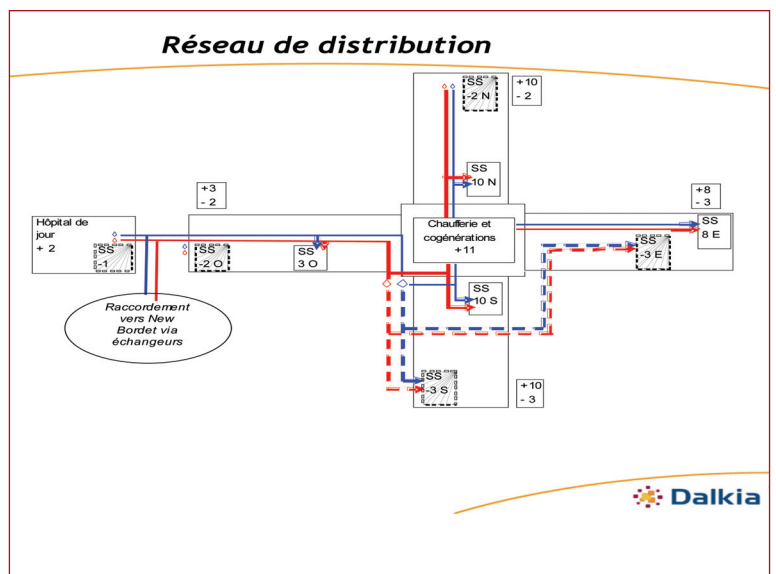 Réseau de distribution
SS
-2 N
+10
- 2
SS
10 N
+3
- 2
+8
- 3
Hôpital de
jour
+ 2
SS
-1
SS
-2 O
SS
3 O
Chaufferie et
cogénérations
+11
SS
8 E
SS
-3 E
SS
10 S
Raccordement
vers New
Bordet via
échangeurs
SS
-3 S
+10
- 3
Dalkia